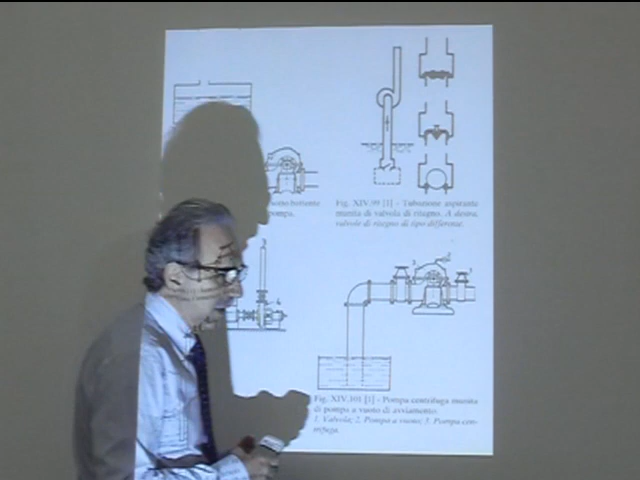 sotto battente
pompa.
Fig. XIV.99 [1] - Tubazione aspirante
munita di valvola di ritegno. A destra,
valvole di ritegno di tipo differente.
Fig. XIV.101 [1] - Pompa centrifuga munita
di pompa a vuoto di avviamento.
1. Valvola; 2. Pompa a vuoto; 3. Pompa cen-
trifuga.